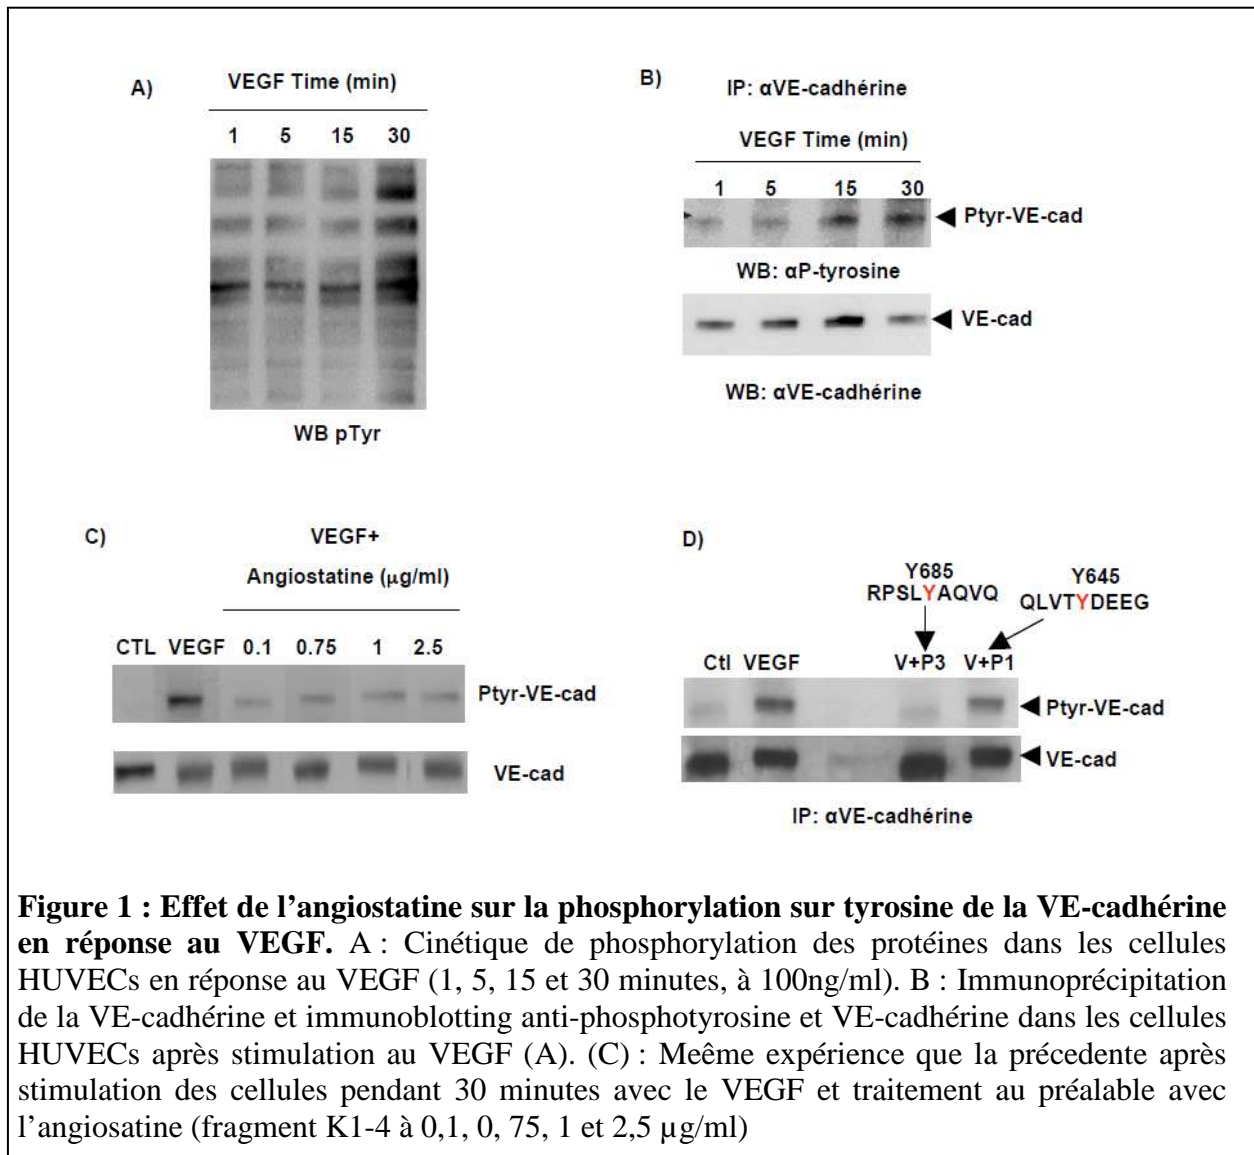 A)
VEGF Time (min)
1 5 15 30
WB pTyr
B)
IP: αVE-cadhérine
VEGF Time (min)
1 5 15 30
Ptyr-VE-cad
WB: αP-tyrosine
VE-cad
WB: αVE-cadhérine
C)
VEGF+
Angiostatine (µg/ml)
CTL VEGF 0.1 0.75 1 2.5
Ptyr-VE-cad
VE-cad
D)
Y685
RPSLYAQVQ
Y645
QLVTYDEEG
Ctl VEGF V+P3 V+P1
Ptyr-VE-cad
VE-cad
IP: αVE-cadhérine
Figure 1 : Effet de l’angiostatine sur la phosphorylation sur tyrosine de la VE-cadhérine
en réponse au VEGF. A : Cinétique de phosphorylation des protéines dans les cellules
HUVECs en réponse au VEGF (1, 5, 15 et 30 minutes, à 100ng/ml). B : Immunoprécipitation
de la VE-cadhérine et immunoblotting anti-phosphotyrosine et VE-cadhérine dans les cellules
HUVECs après stimulation au VEGF (A). (C) : Meême expérience que la précedente après
stimulation des cellules pendant 30 minutes avec le VEGF et traitement au préalable avec
l’angiosatine (fragment K1-4 à 0,1, 0, 75, 1 et 2,5 µg/ml)